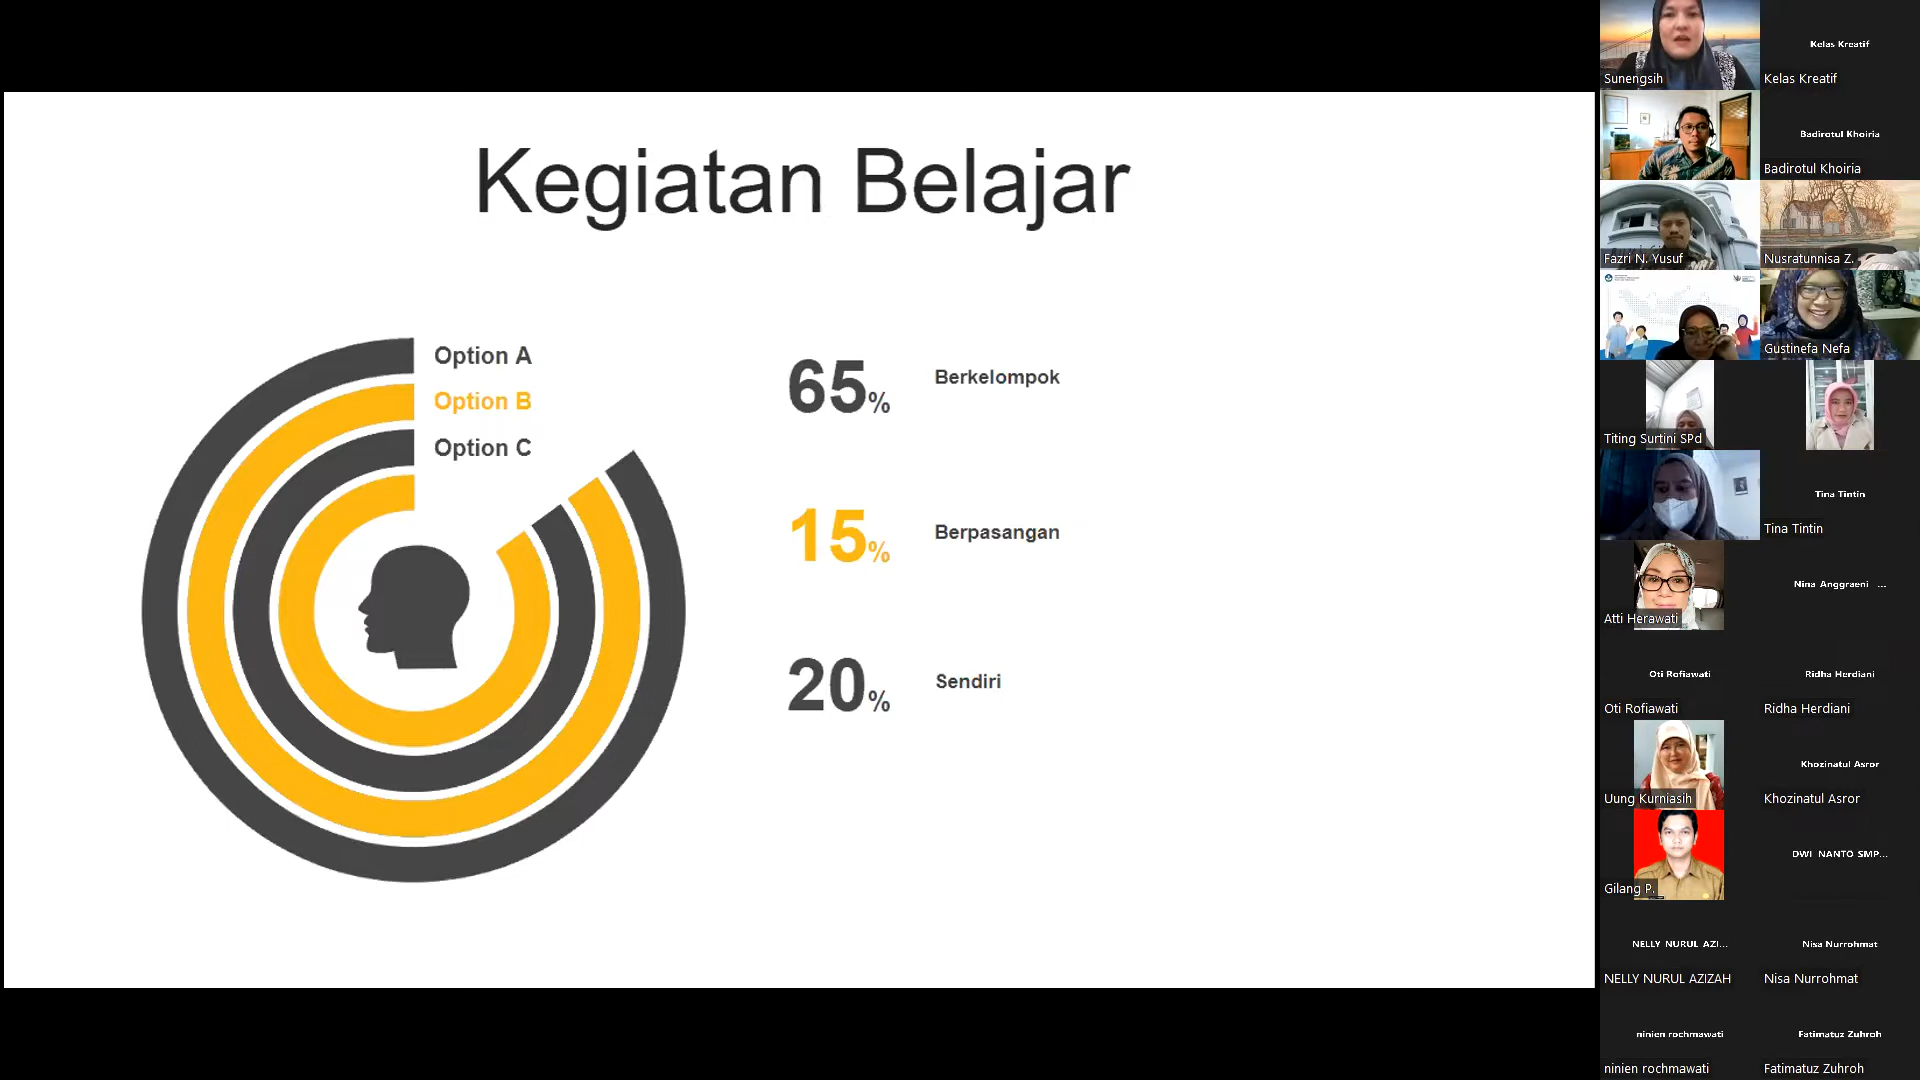 Kegiatan Belajar
Option A
Option B
Option C
65%
Berkelompok
15%
Berpasangan
20%
Sendiri
Sunengsih
Kelas Kreatif
Kelas Kreatif
Badirotul Khoiria
Badirotul Khoiria
Fazri N. Yusuf
Nusratunnisa Z.
Gustinefa Nefa
Titing Surtini SPd
Tina Tintin
Tina Tintin
Atti Herawati
Nina Anggraeni ...
Oti Rofiawati
Oti Rofiawati
Ridha Herdiani
Ridha Herdiani
Uung Kurniasih
Khozinatul Asror
Khozinatul Asror
Gilang P.
DWI NANTO SMP...
NELLY NURUL AZI...
NELLY NURUL AZIZAH
Nisa Nurrohmat
Nisa Nurrohmat
ninien rochmawati
ninien rochmawati
Fatimatuz Zuhroh
Fatimatuz Zuhroh